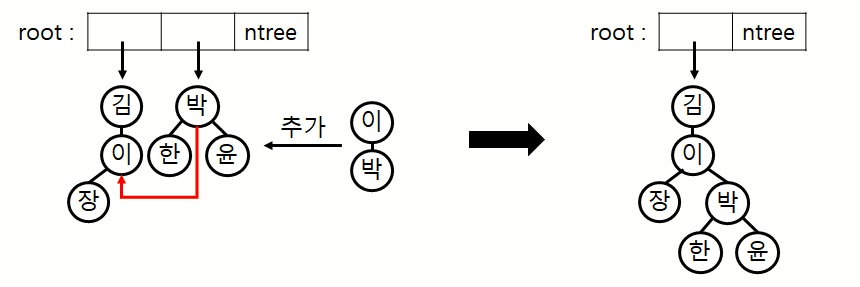 root : ntree root : ntree
김 박 김
추가 이
이 한 윤 박 이
장 장 박
한 윤